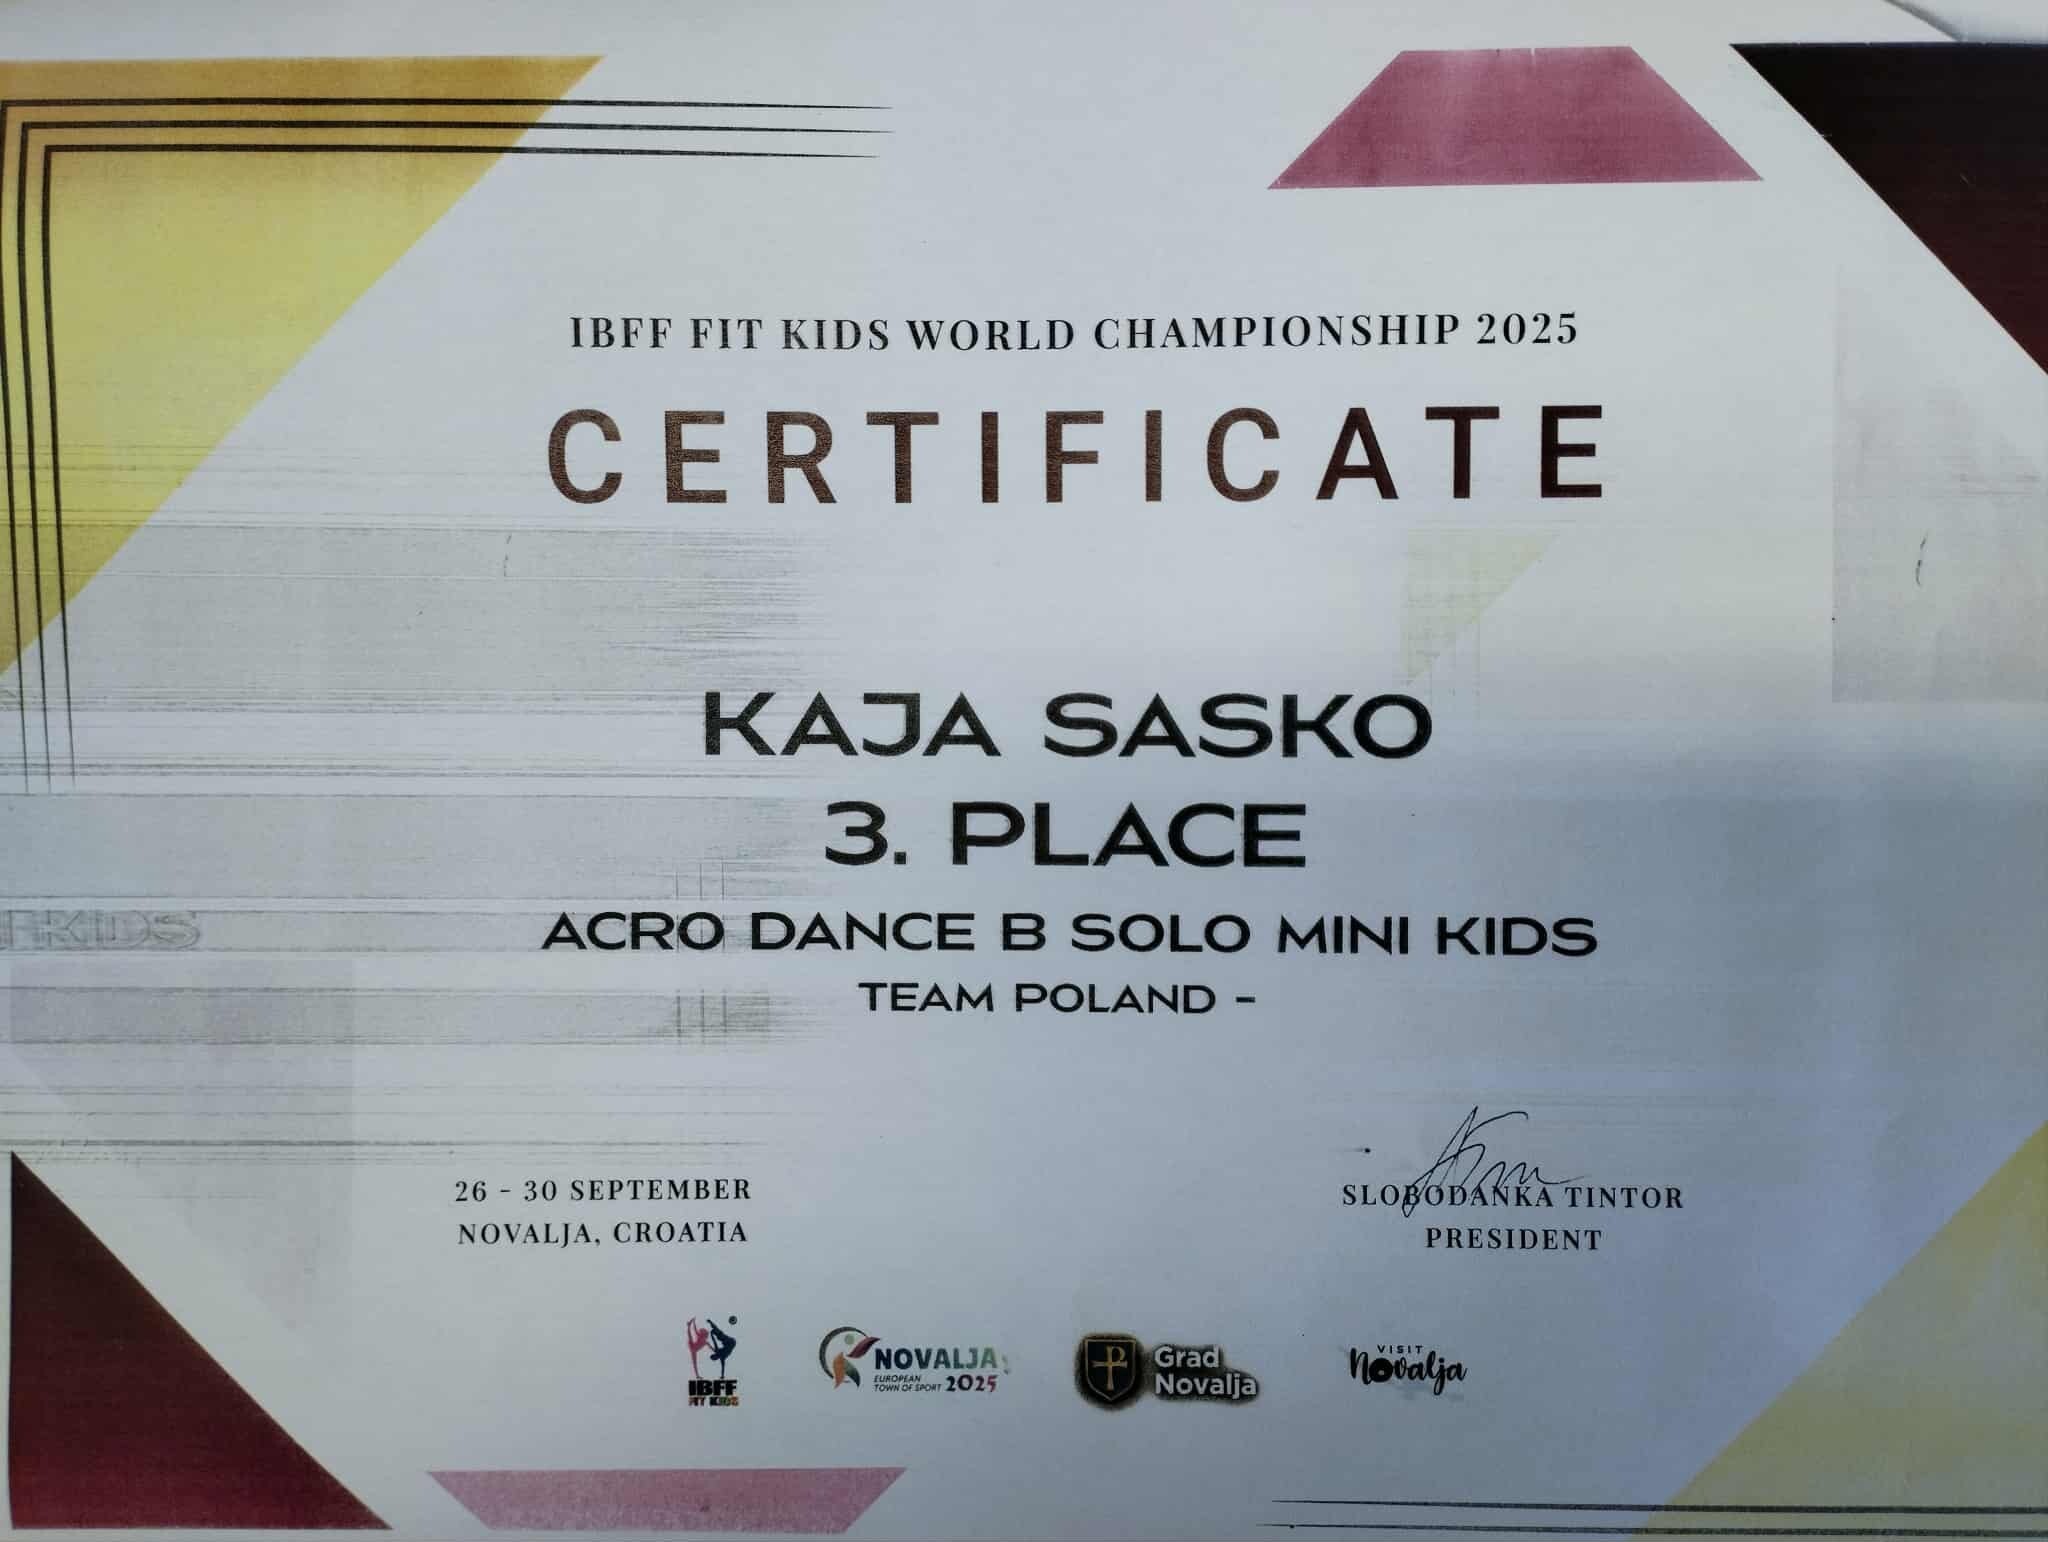 IBFF FIT KIDS WORLD CHAMPIONSHIP 2025
CERTIFICATE
KAJA SASKO
3. PLACE
ACRO DANCE B SOLO MINI KIDS
TEAM POLAND -
26 - 30 SEPTEMBER
NOVALJA, CROATIA
SLOBODANKA TINTOR
PRESIDENT
IBFF
FIT KIDS
NOVALJA
EUROPEAN
TOWN OF SPORT 2025
Grad
Novalja
VISIT
Novalja